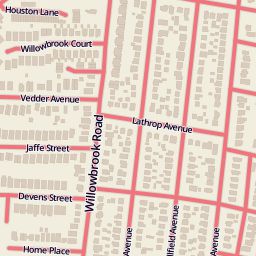 Houston Lane
Willowbrook Court
Vedder Avenue
Lathrop Avenue
Willowbrook Road
Jaffe Street
Devens Street
Avenue
Avenue
Avenue
Home Place